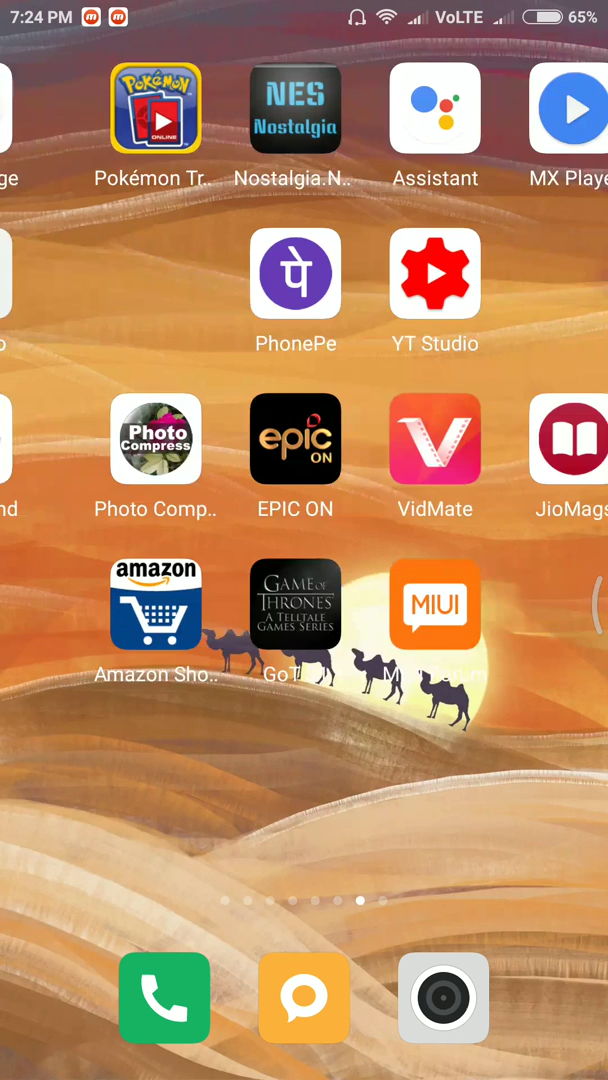 7:24 PM
VoLTE
65%
POKéMON
ONLINE
NES
Nostalgia
ge
Pokémon Tr..
Nostalgia.N..
Assistant
MX Playe
पे
o
PhonePe
YT Studio
Photo
Compress
epic
ON
nd
Photo Comp..
EPIC ON
VidMate
JioMags
amazon
GAME OF
THRONES
A TELLTALE
GAMES SERIES
MIUI
Amazon Sho..
GoT